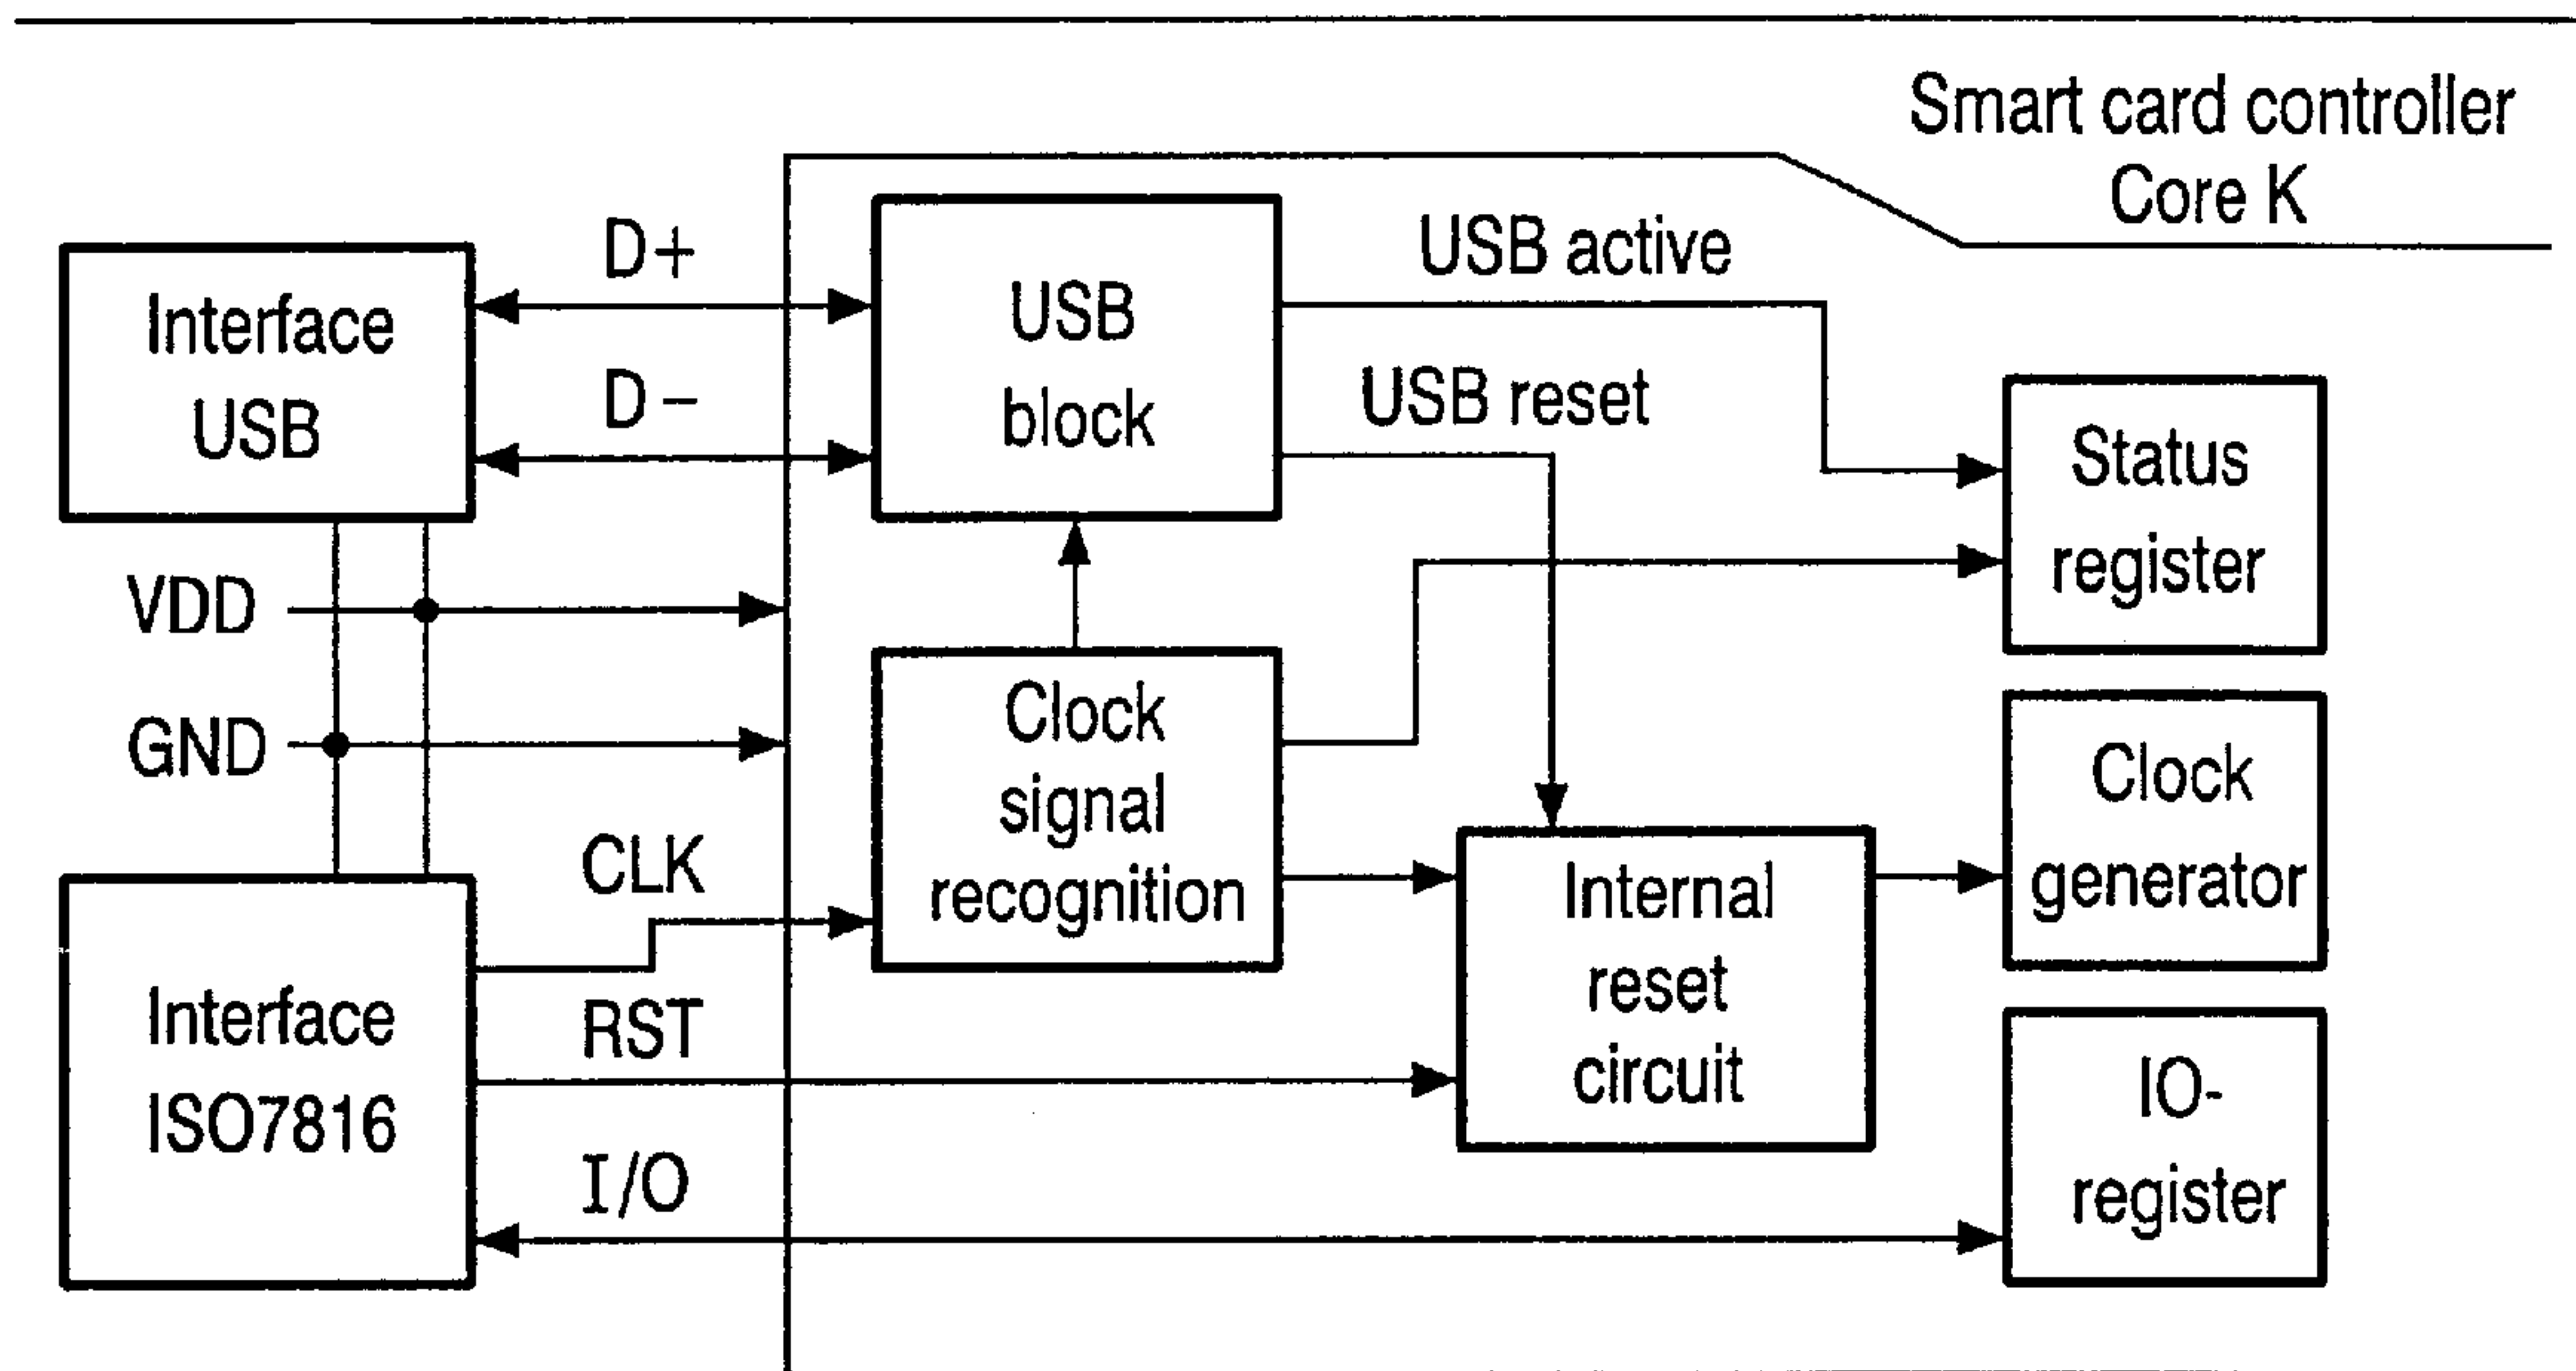 Smart card controller
Core K
Interface
USB
D+
D-
USB
block
USB active
USB reset
Status
register
VDD
GND
Clock
signal
recognition
Clock
generator
CLK
RST
I/O
Interface
ISO7816
Internal
reset
circuit
IO-
register